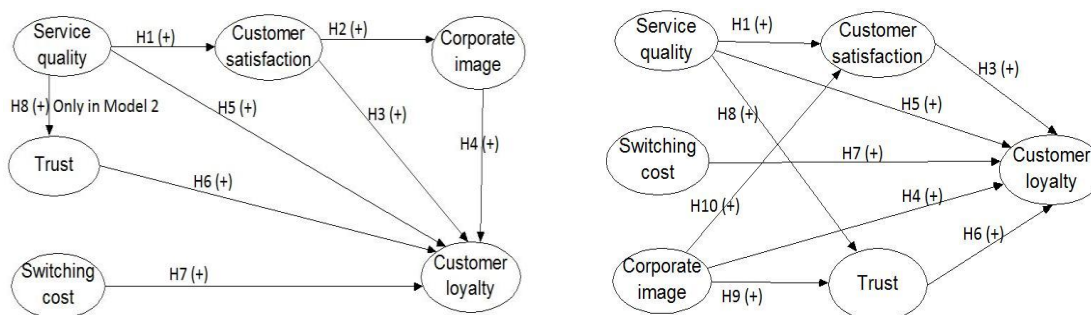 Service
quality
H1 (+)
Customer
satisfaction
H2 (+)
Corporate
image
H8 (+) Only in Model 2
H5 (+)
H3 (+)
H4 (+)
Trust
H6 (+)
Switching
cost
H7 (+)
Customer
loyalty
Service
quality
H1 (+)
Customer
satisfaction
H3 (+)
H5 (+)
H8 (+)
Switching
cost
H7 (+)
Customer
loyalty
H10 (+)
H4 (+)
H6 (+)
Corporate
image
H9 (+)
Trust